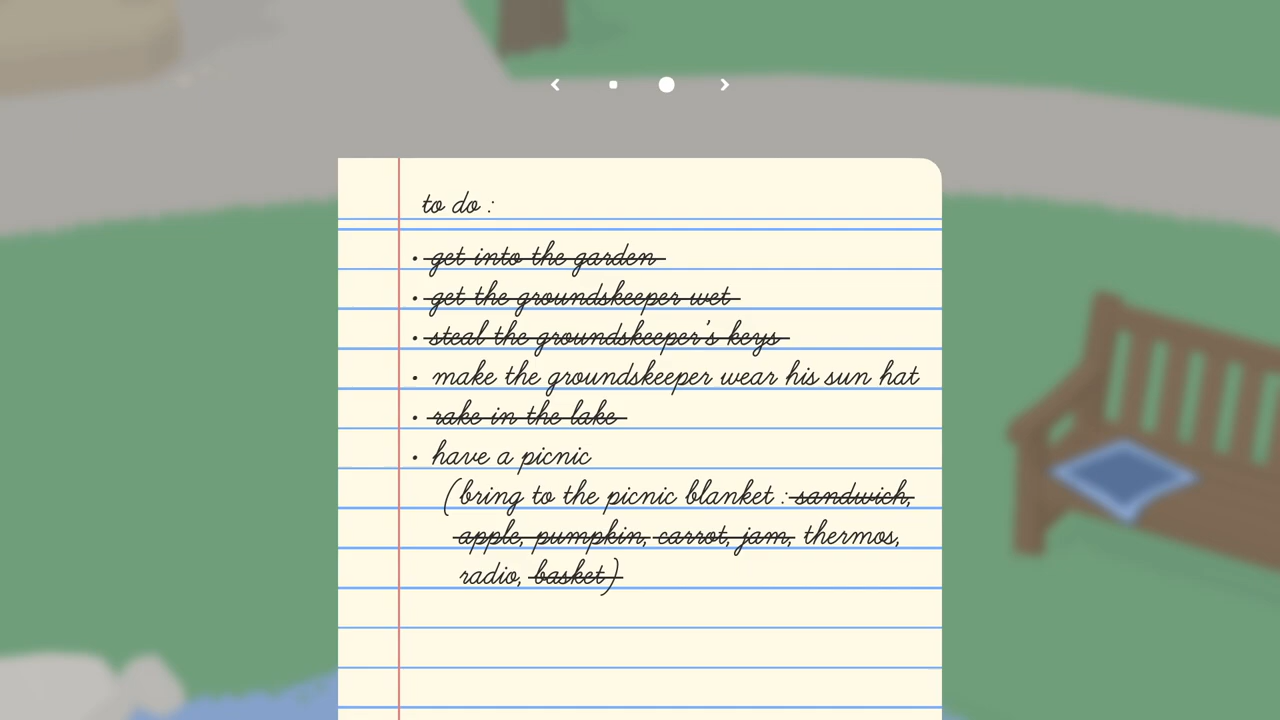 to do :
• get into the garden
• get the groundskeeper wet
• steal the groundskeeper's keys
• make the groundskeeper wear his sun hat
• rake in the lake
• have a picnic
(bring to the picnic blanket : sandwich,
apple, pumpkin, carrot, jam, thermos,
radio, basket)